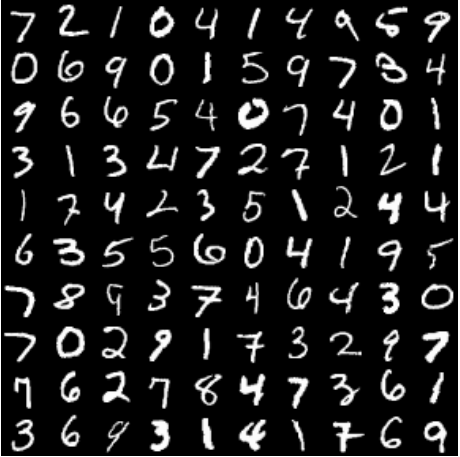 7 2 1 0 4 1 4 9 5 9
0 6 9 0 1 5 9 7 3 4
9 6 6 5 4 0 7 4 0 1
3 1 3 4 7 2 7 1 2 1
1 7 4 2 3 5 1 2 4 4
6 3 5 5 6 0 4 1 9 5
7 8 9 3 7 4 6 4 3 0
7 0 2 9 1 7 3 2 9 7
7 6 2 7 8 4 7 3 6 1
3 6 9 3 1 4 1 7 6 9